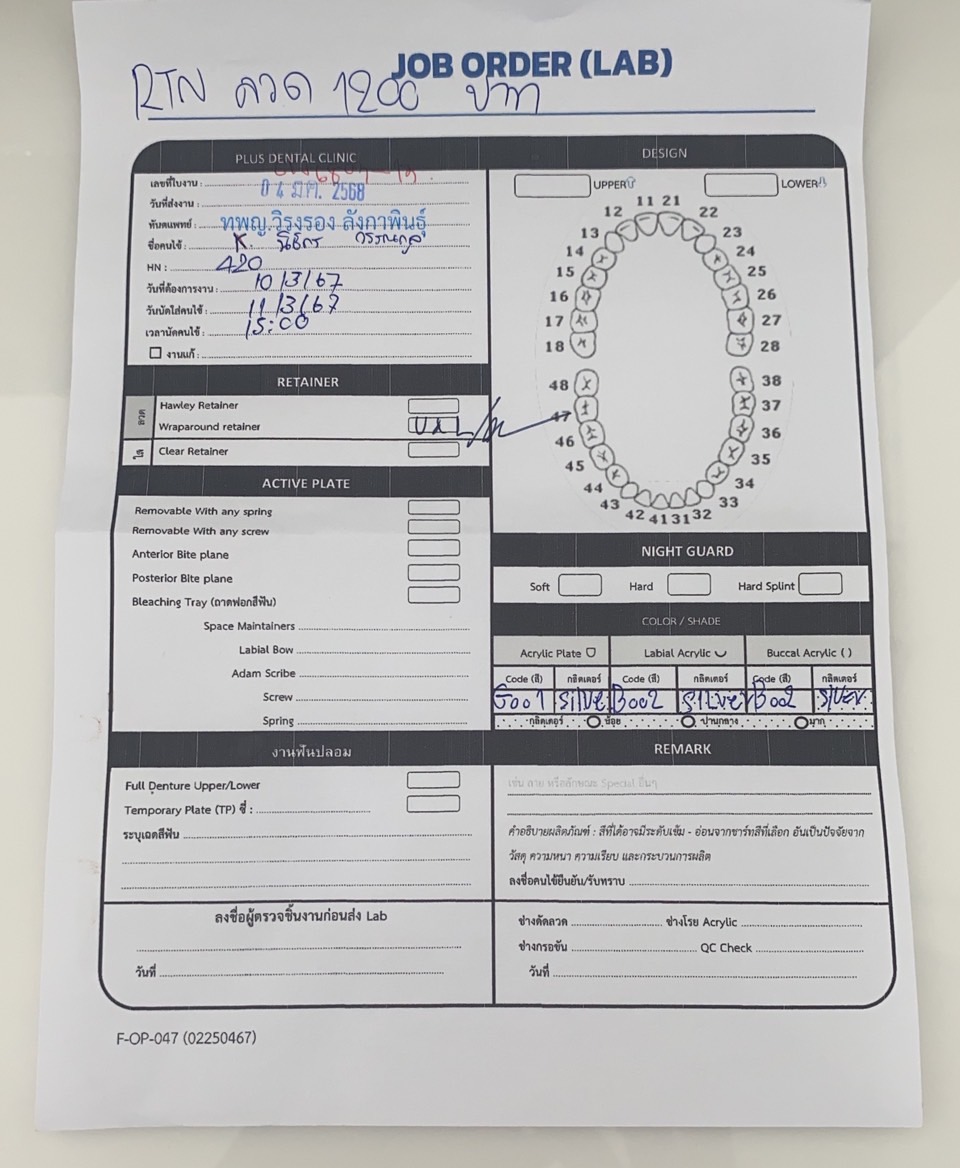 JOB ORDER (LAB)
RTN ลวด 1200 บาท
PLUS DENTAL CLINIC
เลขที่ใบงาน :
วันที่ส่งงาน : 04 มี.ค. 2568
ทันตแพทย์ : ทพญ.วิรงรอง ลังกาพินธุ์
ชื่อคนไข้ : K.
HN : 420
วันที่ต้องการงาน : 10/3/67
วันนัดใส่คนไข้ : 11/3/67
เวลานัดคนไข้ : 15:00
งานแก้ :
RETAINER
ลวด
Hawley Retainer
Wraparound retainer U&L
ใส
Clear Retainer
ACTIVE PLATE
Removable With any spring
Removable With any screw
Anterior Bite plane
Posterior Bite plane
Bleaching Tray (ถาดฟอกสีฟัน)
Space Maintainers
Labial Bow
Adam Scribe
Screw
Spring
งานฟันปลอม
Full Denture Upper/Lower
Temporary Plate (TP) ซี่ :
ระบุเฉดสีฟัน
ลงชื่อผู้ตรวจชิ้นงานก่อนส่ง Lab
วันที่
DESIGN
UPPER LOWER
11 21
12 22
13 23
14 24
15 25
16 26
17 27
18 28
48 38
47 37
46 36
45 35
44 34
43 33
42 41 31 32
NIGHT GUARD
Soft Hard Hard Splint
COLOR / SHADE
Acrylic Plate Labial Acrylic Buccal Acrylic ( )
Code (สี) กลิตเตอร์ Code (สี) กลิตเตอร์ Code (สี) กลิตเตอร์
G001 SILVER B002 SILVER B002 SILVER
กลิตเตอร์ น้อย ปานกลาง มาก
REMARK
เช่น ลาย หรือลักษณะ Special อื่นๆ
คำอธิบายผลิตภัณฑ์ : สีที่ได้อาจมีระดับเข้ม - อ่อนจากชาร์ทสีที่เลือก อันเป็นปัจจัยจาก
วัสดุ ความหนา ความเรียบ และกระบวนการผลิต
ลงชื่อคนไข้ยืนยัน/รับทราบ
ช่างดัดลวด ช่างโรย Acrylic
ช่างกรอขัน QC Check
วันที่
F-OP-047 (02250467)